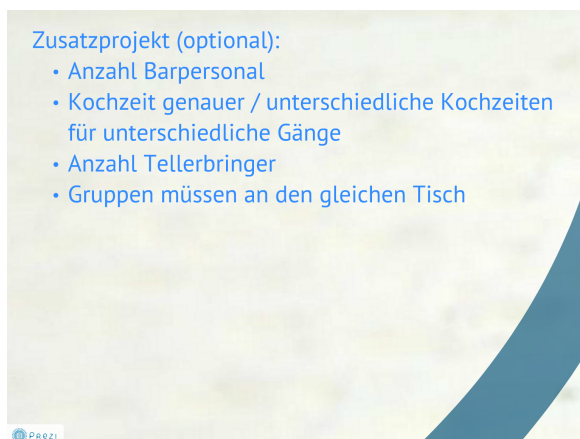 Zusatzprojekt (optional):
• Anzahl Barpersonal
• Kochzeit genauer / unterschiedliche Kochzeiten
für unterschiedliche Gänge
• Anzahl Tellerbringer
• Gruppen müssen an den gleichen Tisch
Prezi